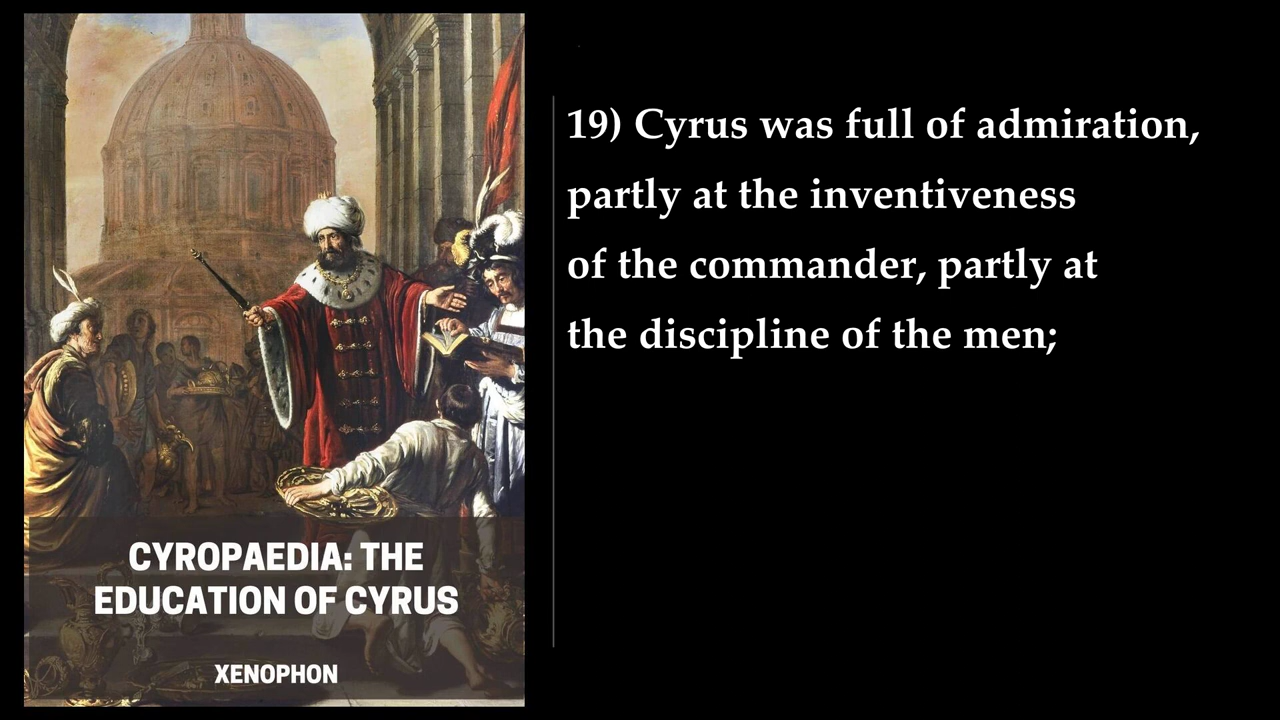 19) Cyrus was full of admiration,
partly at the inventiveness
of the commander, partly at
the discipline of the men;
CYROPAEDIA: THE
EDUCATION OF CYRUS
XENOPHON